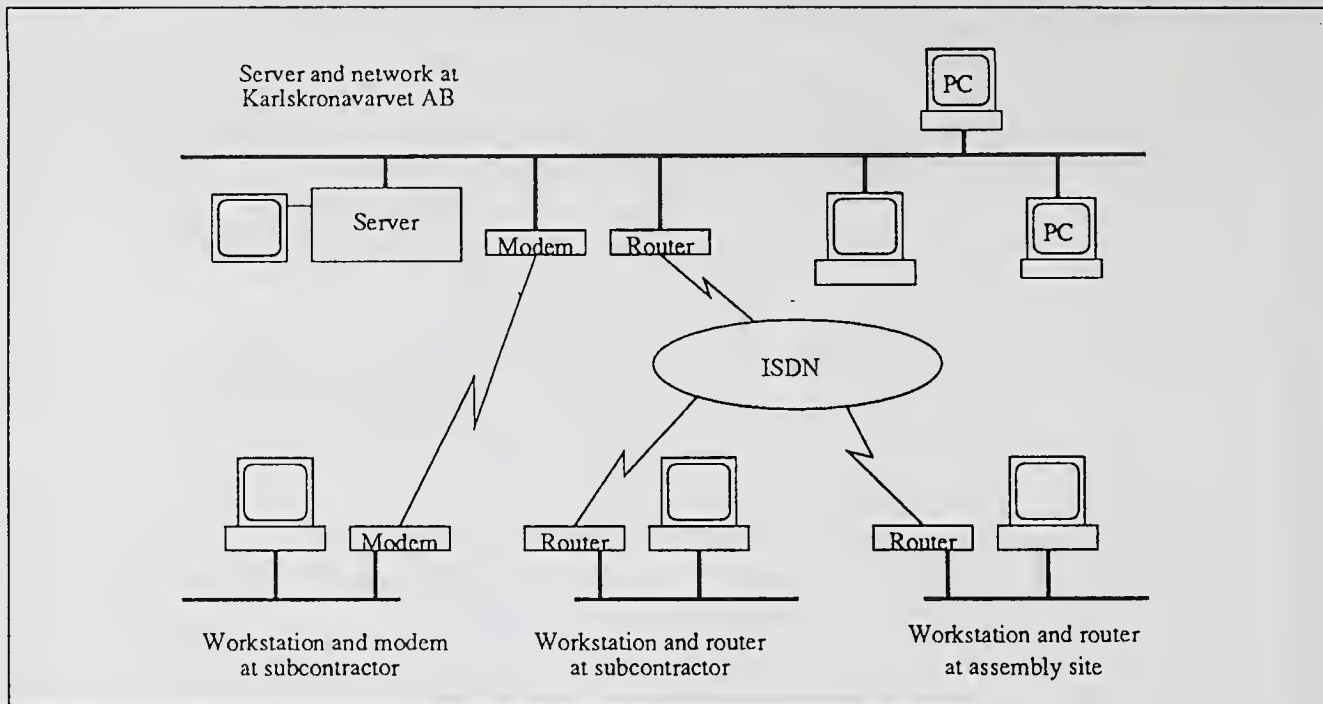 Server and network at
Karlskronavarvet AB
PC
Server
Modem
Router
PC
ISDN
Modem
Router
Router
Workstation and modem
at subcontractor
Workstation and router
at subcontractor
Workstation and router
at assembly site